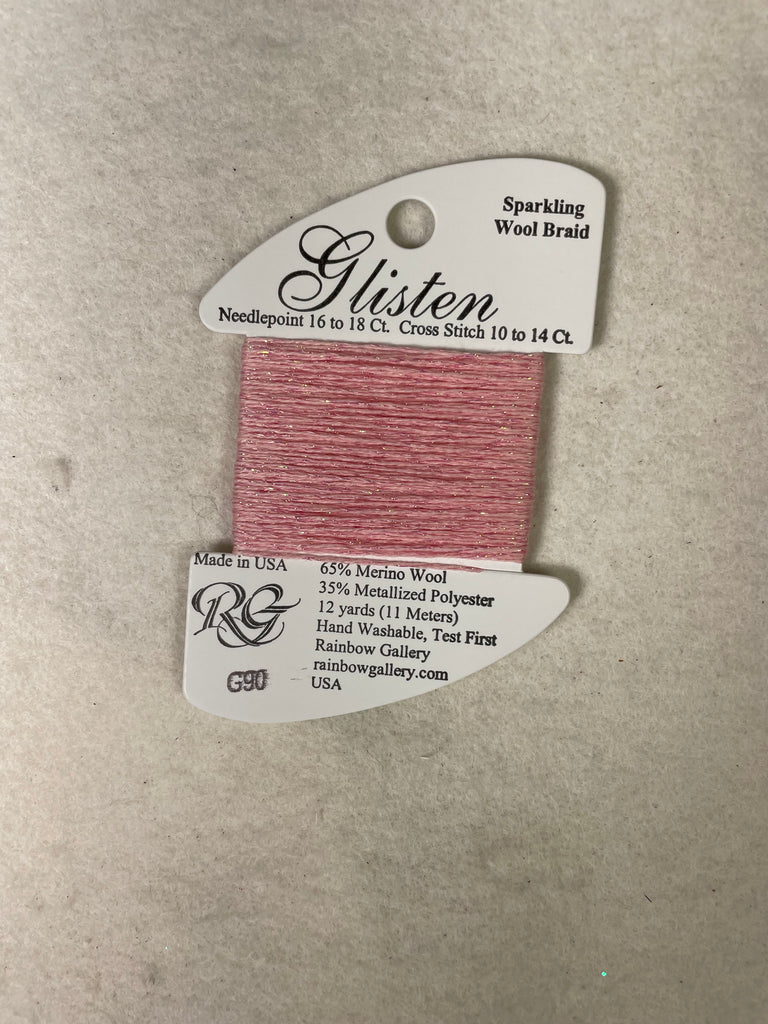 Sparkling
Wool Braid
Glisten
Needlepoint 16 to 18 Ct. Cross Stitch 10 to 14 Ct.
Made in USA
RG
G90
65% Merino Wool
35% Metallized Polyester
12 yards (11 Meters)
Hand Washable, Test First
Rainbow Gallery
rainbowgallery.com
USA